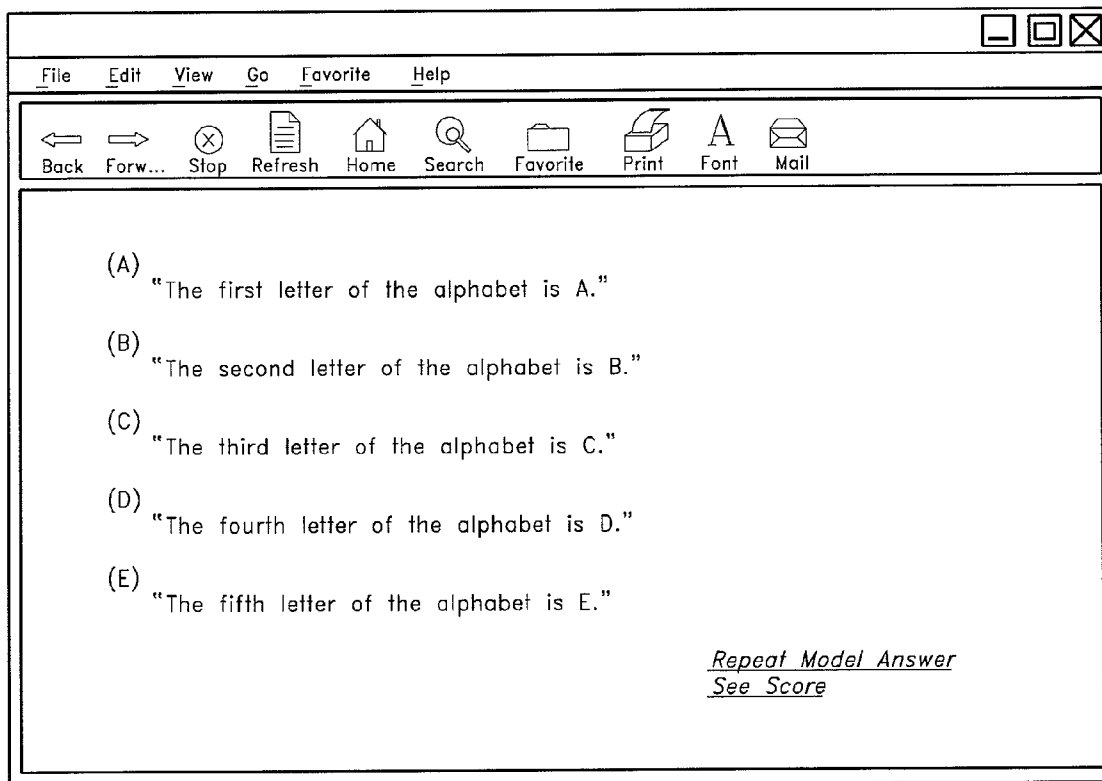 File Edit View Go Favorite Help
Back Forw... Stop Refresh Home Search Favorite Print Font Mail
(A)
"The first letter of the alphabet is A."
(B)
"The second letter of the alphabet is B."
(C)
"The third letter of the alphabet is C."
(D)
"The fourth letter of the alphabet is D."
(E)
"The fifth letter of the alphabet is E."
Repeat Model Answer
See Score